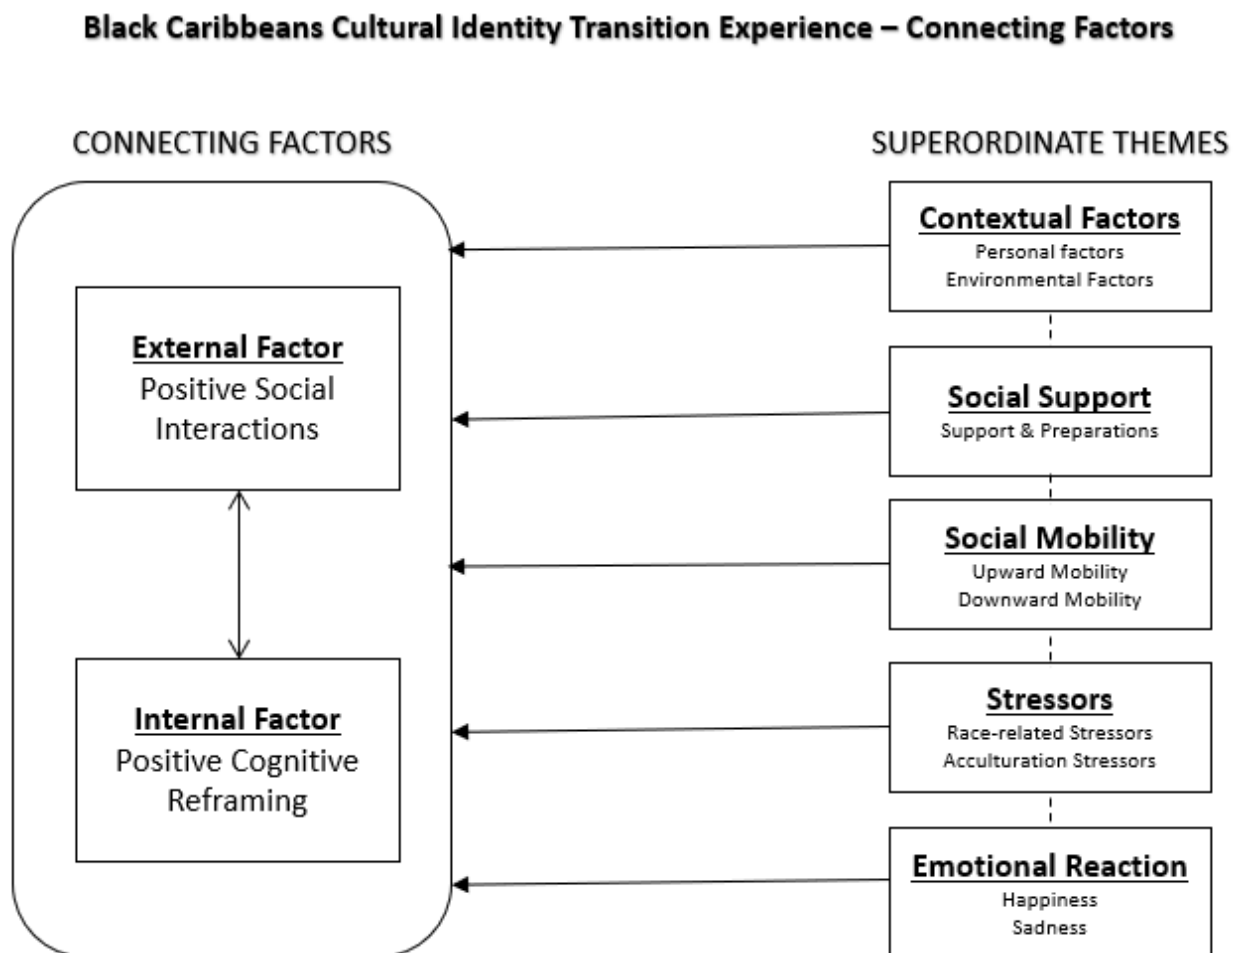 Black Caribbeans Cultural Identity Transition Experience – Connecting Factors
CONNECTING FACTORS
External Factor
Positive Social
Interactions
Internal Factor
Positive Cognitive
Reframing
SUPERORDINATE THEMES
Contextual Factors
Personal factors
Environmental Factors
Social Support
Support & Preparations
Social Mobility
Upward Mobility
Downward Mobility
Stressors
Race-related Stressors
Acculturation Stressors
Emotional Reaction
Happiness
Sadness